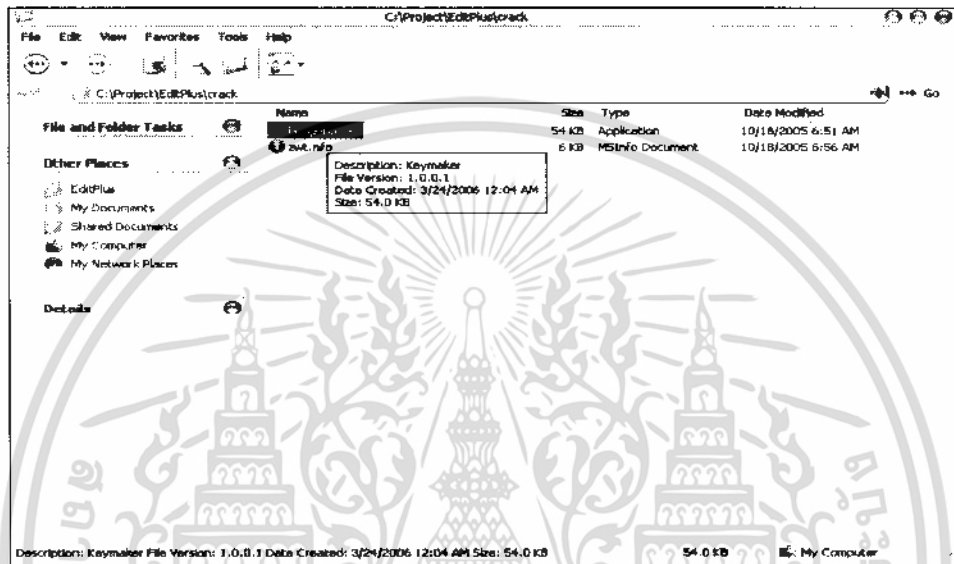 C:\Project\EditPlus\crack
File Edit View Favorites Tools Help
C:\Project\EditPlus\crack Go
Name Size Type Date Modified
54 KB Application 10/18/2005 6:51 AM
zwt.nfo 6 KB MSInfo Document 10/18/2005 6:56 AM
File and Folder Tasks
Other Places
EditPlus
My Documents
Shared Documents
My Computer
My Network Places
Details
Description: Keymaker
File Version: 1.0.0.1
Date Created: 3/24/2006 12:04 AM
Size: 54.0 KB
Description: Keymaker File Version: 1.0.0.1 Date Created: 3/24/2006 12:04 AM Size: 54.0 KB 54.0 KB My Computer